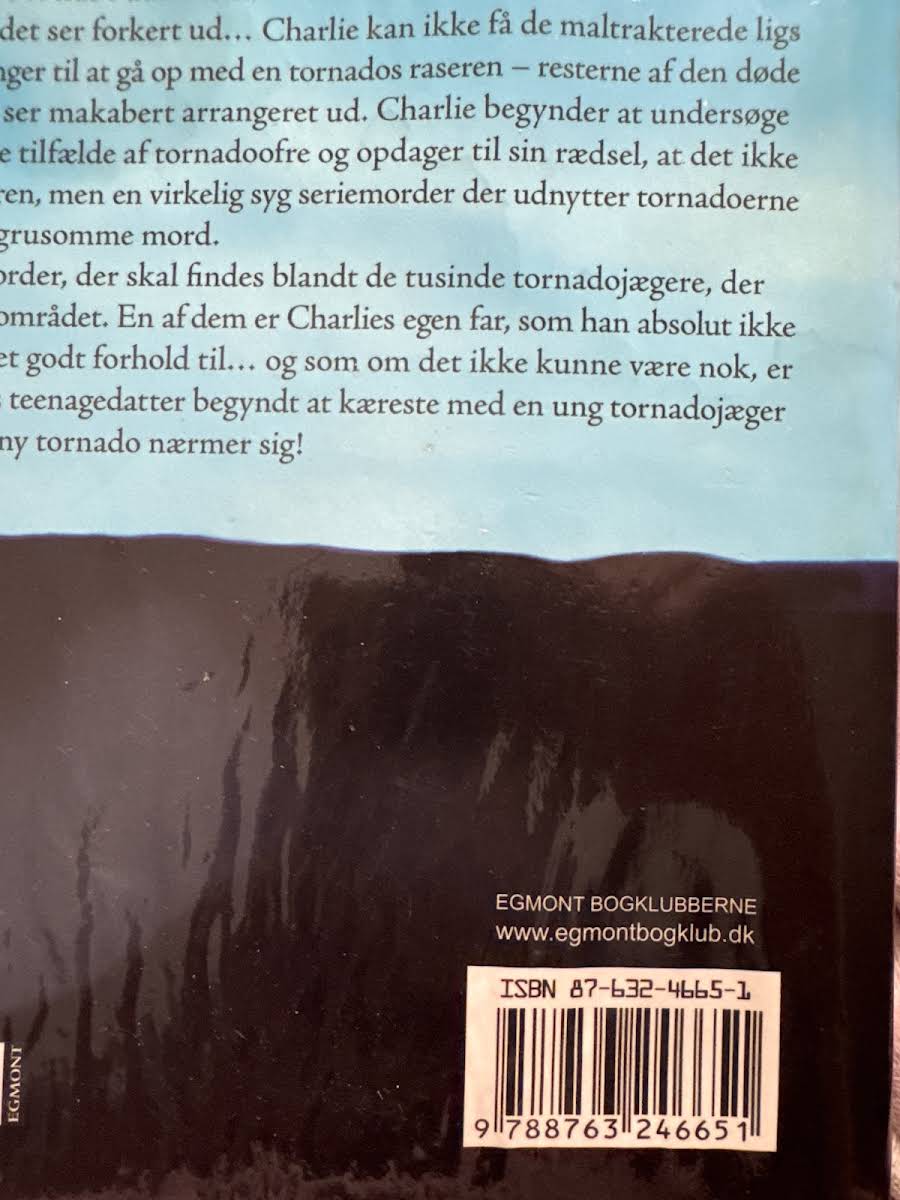 det ser forkert ud... Charlie kan ikke få de maltrakterede ligs
til at gå op med en tornados raseren – resterne af den døde
ser makabert arrangeret ud. Charlie begynder at undersøge
e tilfælde af tornadoofre og opdager til sin rædsel, at det ikke
en, men en virkelig syg seriemorder der udnytter tornadoerne
grusomme mord.
order, der skal findes blandt de tusinde tornadojægere, der
området. En af dem er Charlies egen far, som han absolut ikke
et godt forhold til... og som om det ikke kunne være nok, er
teenagedatter begyndt at kæreste med en ung tornadojæger
ny tornado nærmer sig!
EGMONT BOGKLUBBERNE
www.egmontbogklub.dk
ISBN 87-632-4665-1
9 788763 246651
EGMONT